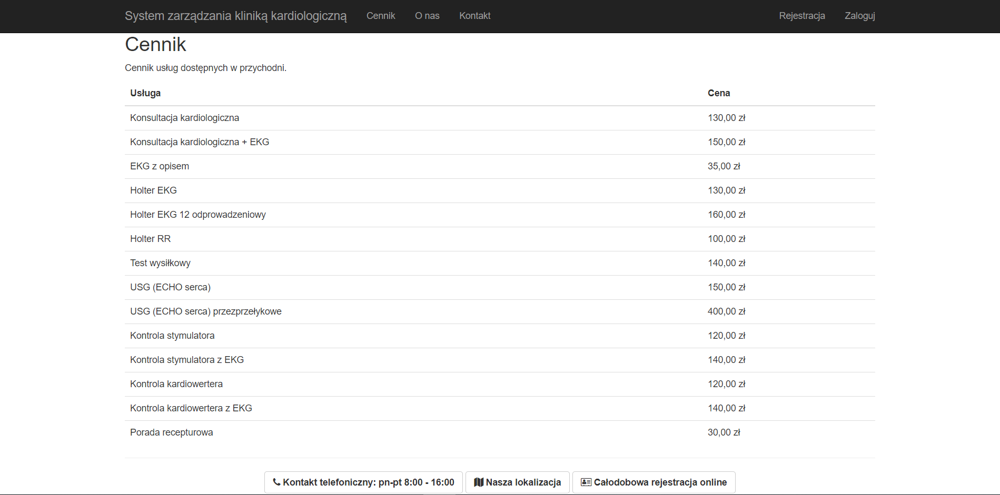 System zarządzania kliniką kardiologiczną Cennik O nas Kontakt Rejestracja Zaloguj
Cennik
Cennik usług dostępnych w przychodni.
Usługa Cena
Konsultacja kardiologiczna 130,00 zł
Konsultacja kardiologiczna + EKG 150,00 zł
EKG z opisem 35,00 zł
Holter EKG 130,00 zł
Holter EKG 12 odprowadzeniowy 160,00 zł
Holter RR 100,00 zł
Test wysiłkowy 140,00 zł
USG (ECHO serca) 150,00 zł
USG (ECHO serca) przezprzełykowe 400,00 zł
Kontrola stymulatora 120,00 zł
Kontrola stymulatora z EKG 140,00 zł
Kontrola kardiowertera 120,00 zł
Kontrola kardiowertera z EKG 140,00 zł
Porada recepturowa 30,00 zł
Kontakt telefoniczny: pn-pt 8:00 - 16:00 Nasza lokalizacja Całodobowa rejestracja online